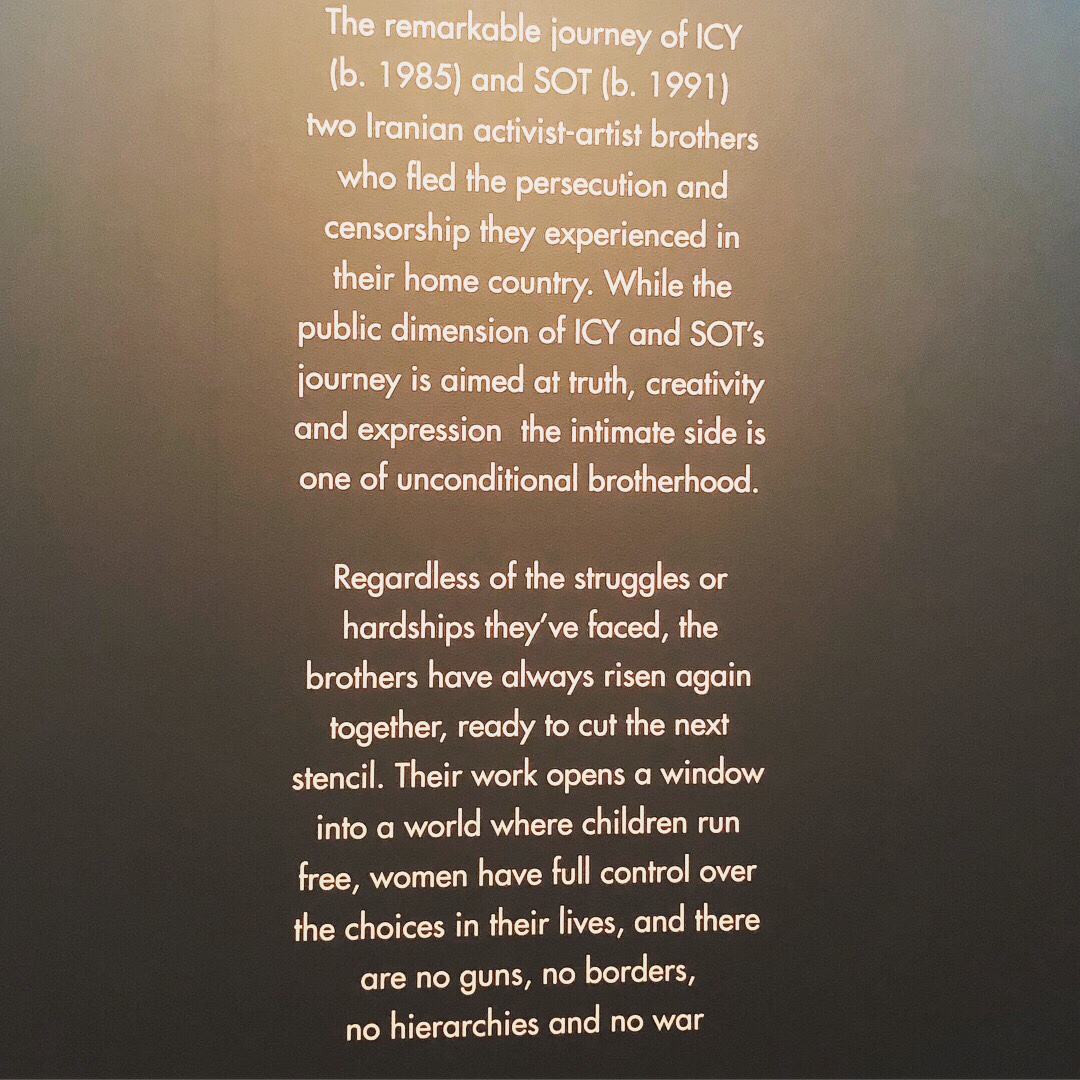 The remarkable journey of ICY
(b. 1985) and SOT (b. 1991)
two Iranian activist-artist brothers
who fled the persecution and
censorship they experienced in
their home country. While the
public dimension of ICY and SOT's
journey is aimed at truth, creativity
and expression  the intimate side is
one of unconditional brotherhood.
Regardless of the struggles or
hardships they've faced, the
brothers have always risen again
together, ready to cut the next
stencil. Their work opens a window
into a world where children run
free, women have full control over
the choices in their lives, and there
are no guns, no borders,
no hierarchies and no war